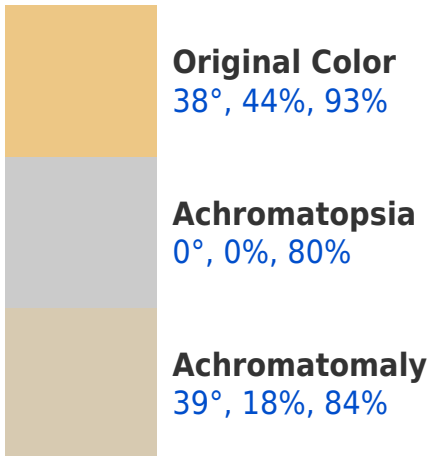 Original Color
38°, 44%, 93%
Achromatopsia
0°, 0%, 80%
Achromatomaly
39°, 18%, 84%